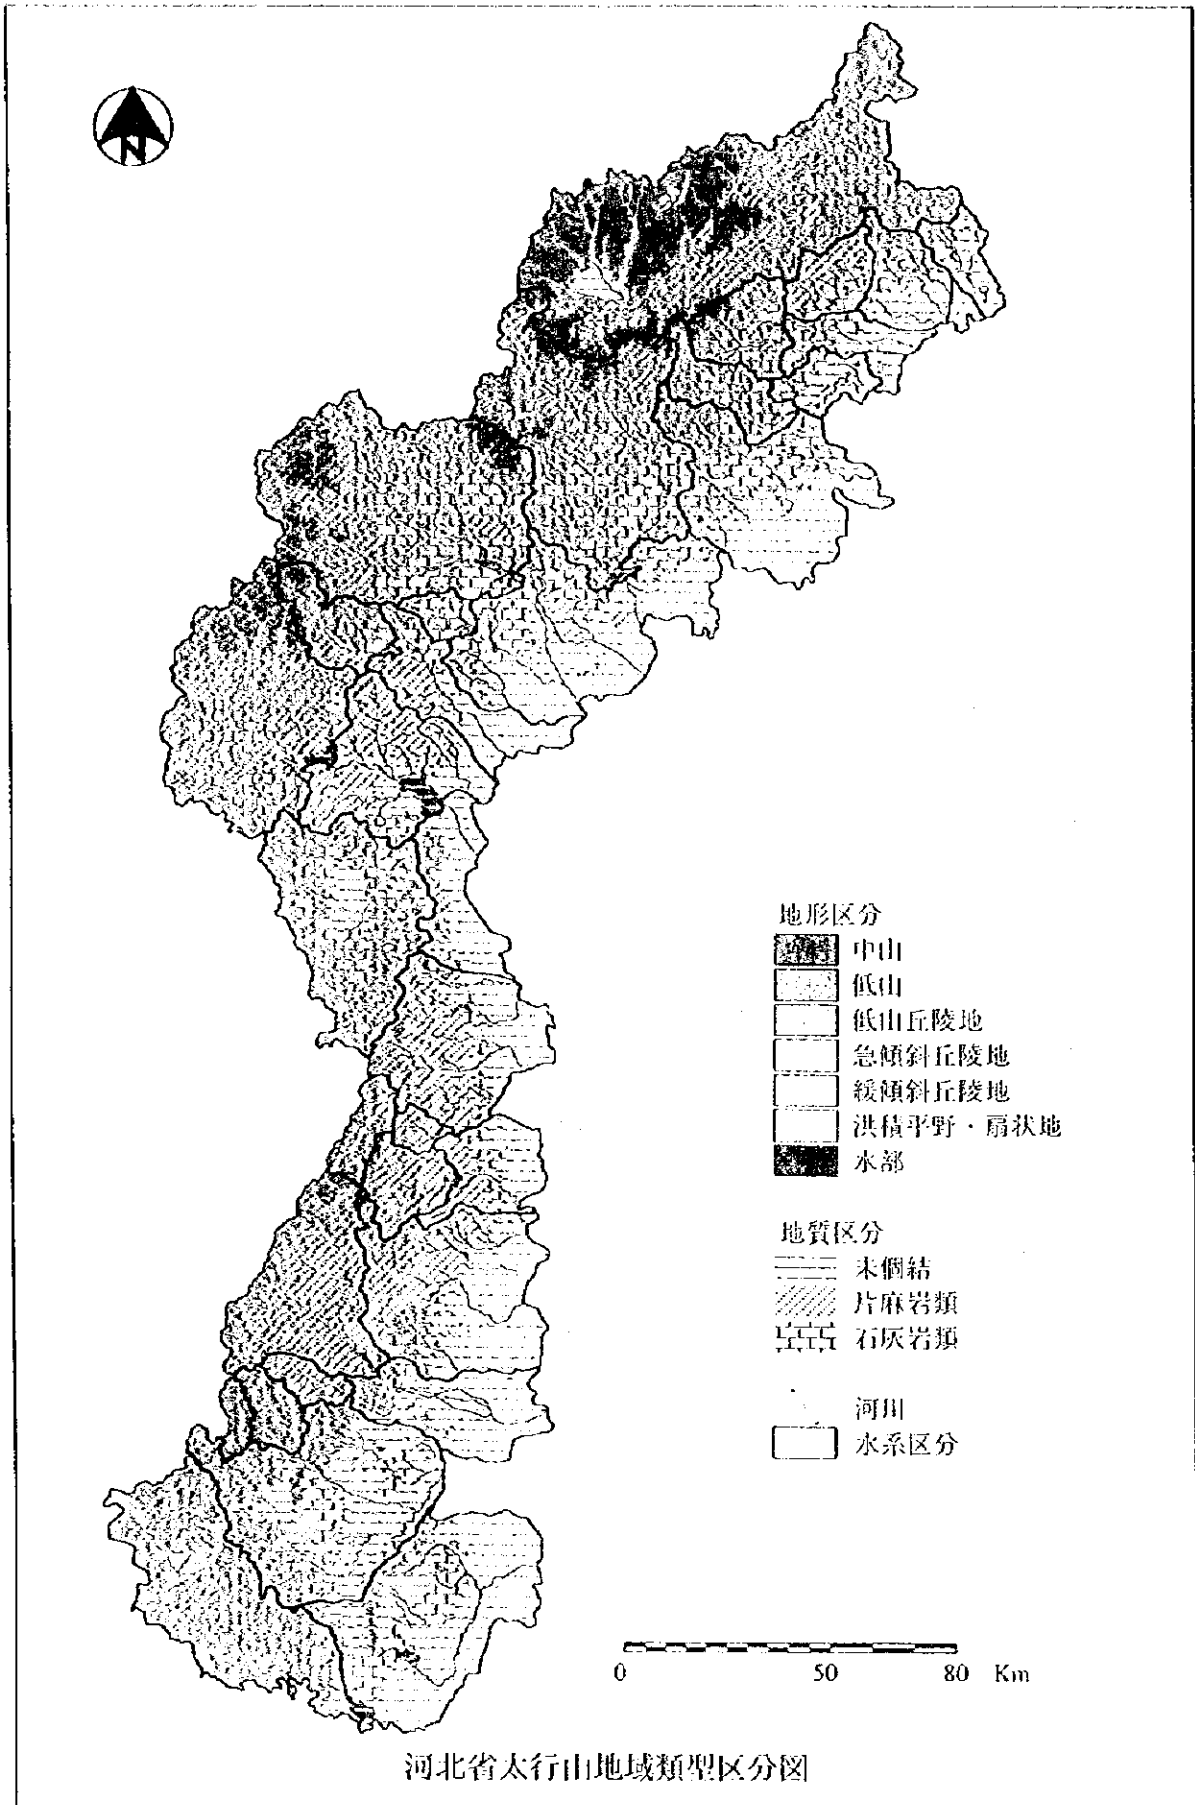 N
地形区分
中山
低山
低山丘陵地
急傾斜丘陵地
緩傾斜丘陵地
洪積平野・扇状地
水部
地質区分
未個結
片麻岩類
石灰岩類
河川
水系区分
0 50 80 Km
河北省太行山地域類型区分図